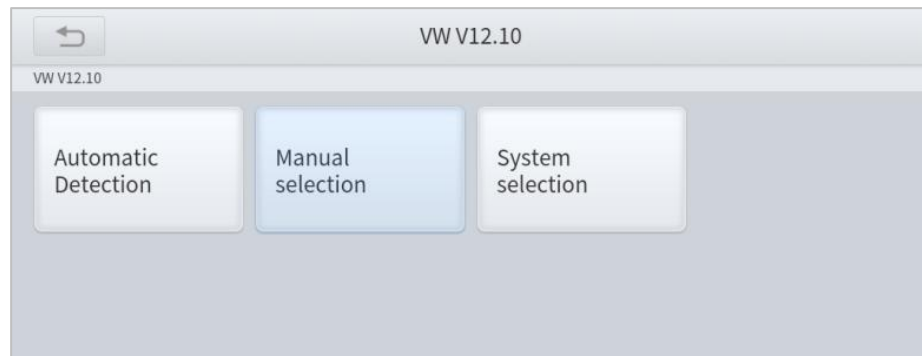 VW V12.10
VW V12.10
Automatic
Detection
Manual
selection
System
selection